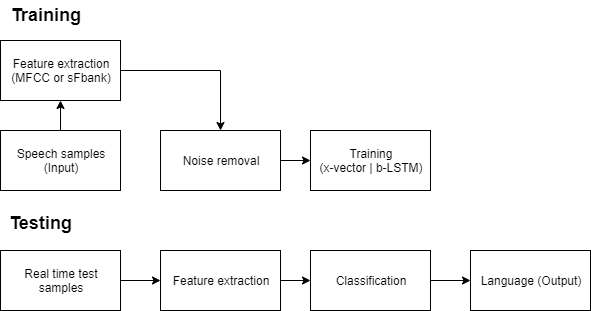 Training
Feature extraction
(MFCC or sFbank)
Speech samples
(Input)
Noise removal
Training
(x-vector | b-LSTM)
Testing
Real time test
samples
Feature extraction
Classification
Language (Output)